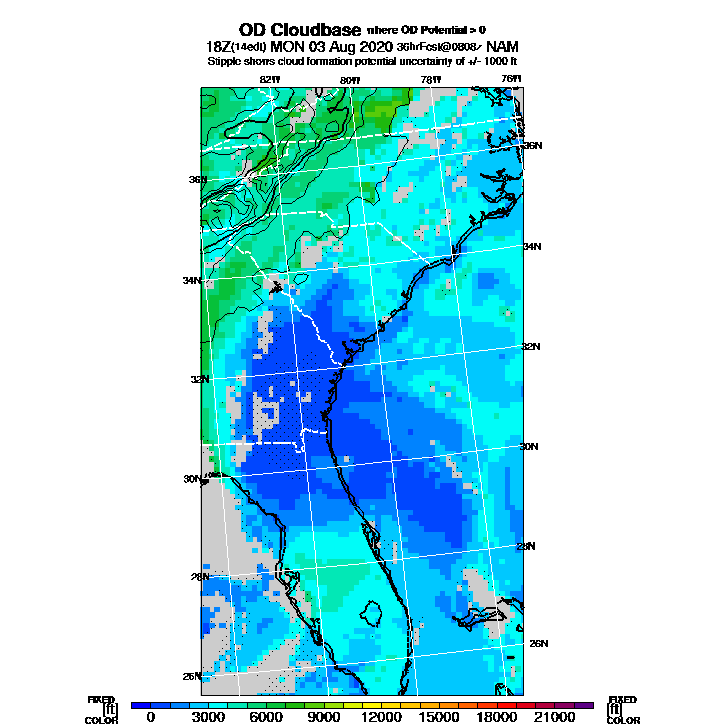 OD Cloudbase where OD Potential > 0
18Z(14edt) MON 03 Aug 2020 36hrFcst@0808z NAM
Stipple shows cloud formation potential uncertainty of +/- 1000 ft
82W 80W 78W 76W
36N
36N
34N
34N
32N
32N
30N
30N
28N
28N
26N
26N
FIXED FIXED
[ft] [ft]
COLOR 0 3000 6000 9000 12000 15000 18000 21000 COLOR